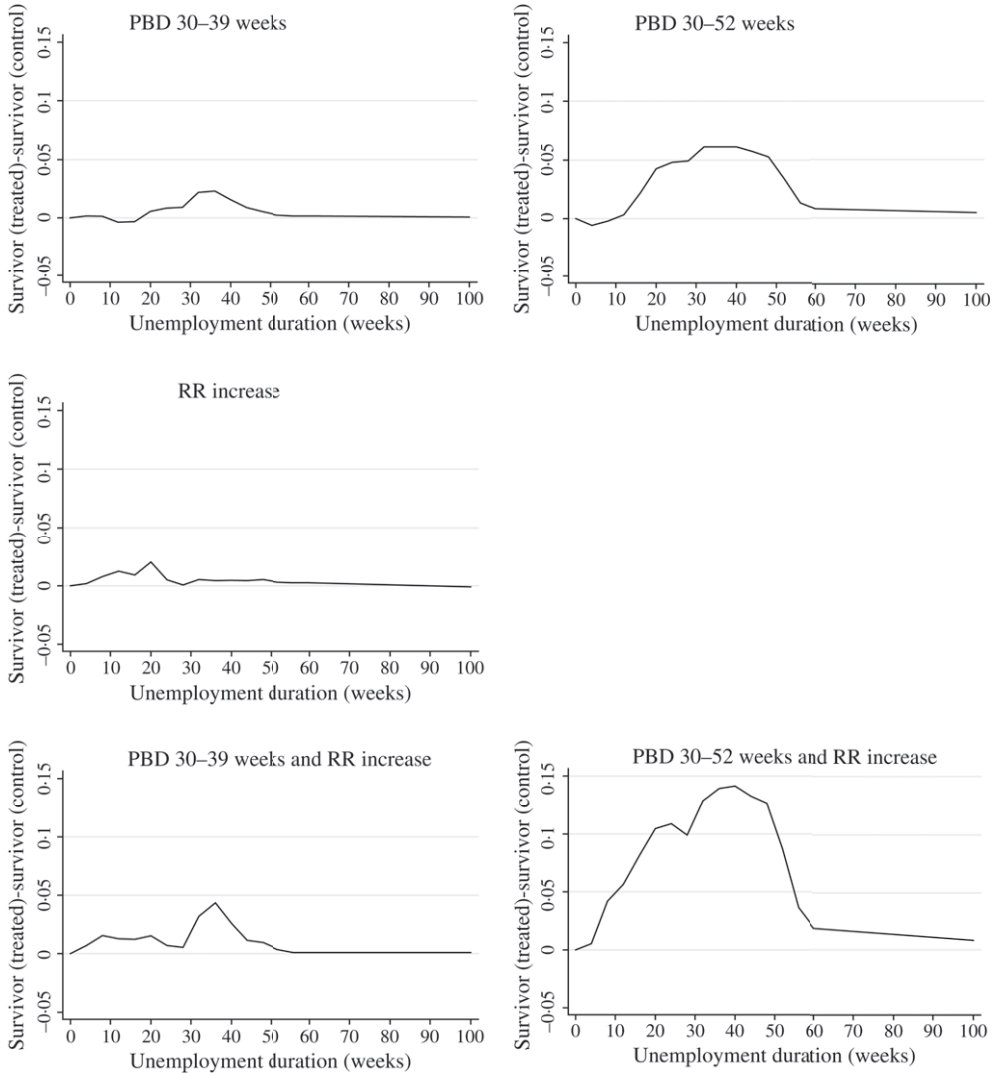 PBD 30–39 weeks
Survivor (treated)-survivor (control)
0·15
0·1
0·05
0
−0·05
0 10 20 30 40 50 60 70 80 90 100
Unemployment duration (weeks)
PBD 30–52 weeks
Survivor (treated)-survivor (control)
0·15
0·1
0·05
0
−0·05
0 10 20 30 40 50 60 70 80 90 100
Unemployment duration (weeks)
RR increase
Survivor (treated)-survivor (control)
0·15
0·1
0·05
0
−0·05
0 10 20 30 40 50 60 70 80 90 100
Unemployment duration (weeks)
PBD 30–39 weeks and RR increase
Survivor (treated)-survivor (control)
0·15
0·1
0·05
0
−0·05
0 10 20 30 40 50 60 70 80 90 100
Unemployment duration (weeks)
PBD 30–52 weeks and RR increase
Survivor (treated)-survivor (control)
0·15
0·1
0·05
0
−0·05
0 10 20 30 40 50 60 70 80 90 100
Unemployment duration (weeks)